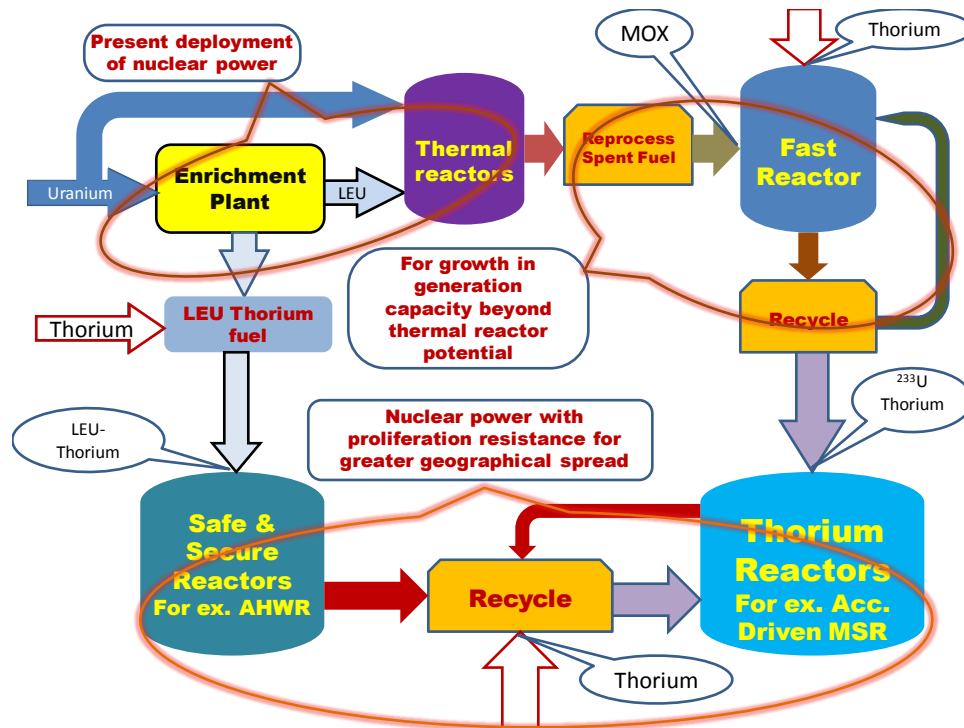 Present deployment
of nuclear power
MOX
Thorium
Uranium
Enrichment
Plant
LEU
Thermal
reactors
Reprocess
Spent Fuel
Fast
Reactor
For growth in
generation
capacity beyond
thermal reactor
potential
Thorium
LEU Thorium
fuel
Recycle
LEU-
Thorium
Nuclear power with
proliferation resistance for
greater geographical spread
²³³U
Thorium
Safe &
Secure
Reactors
For ex. AHWR
Recycle
Thorium
Reactors
For ex. Acc.
Driven MSR
Thorium